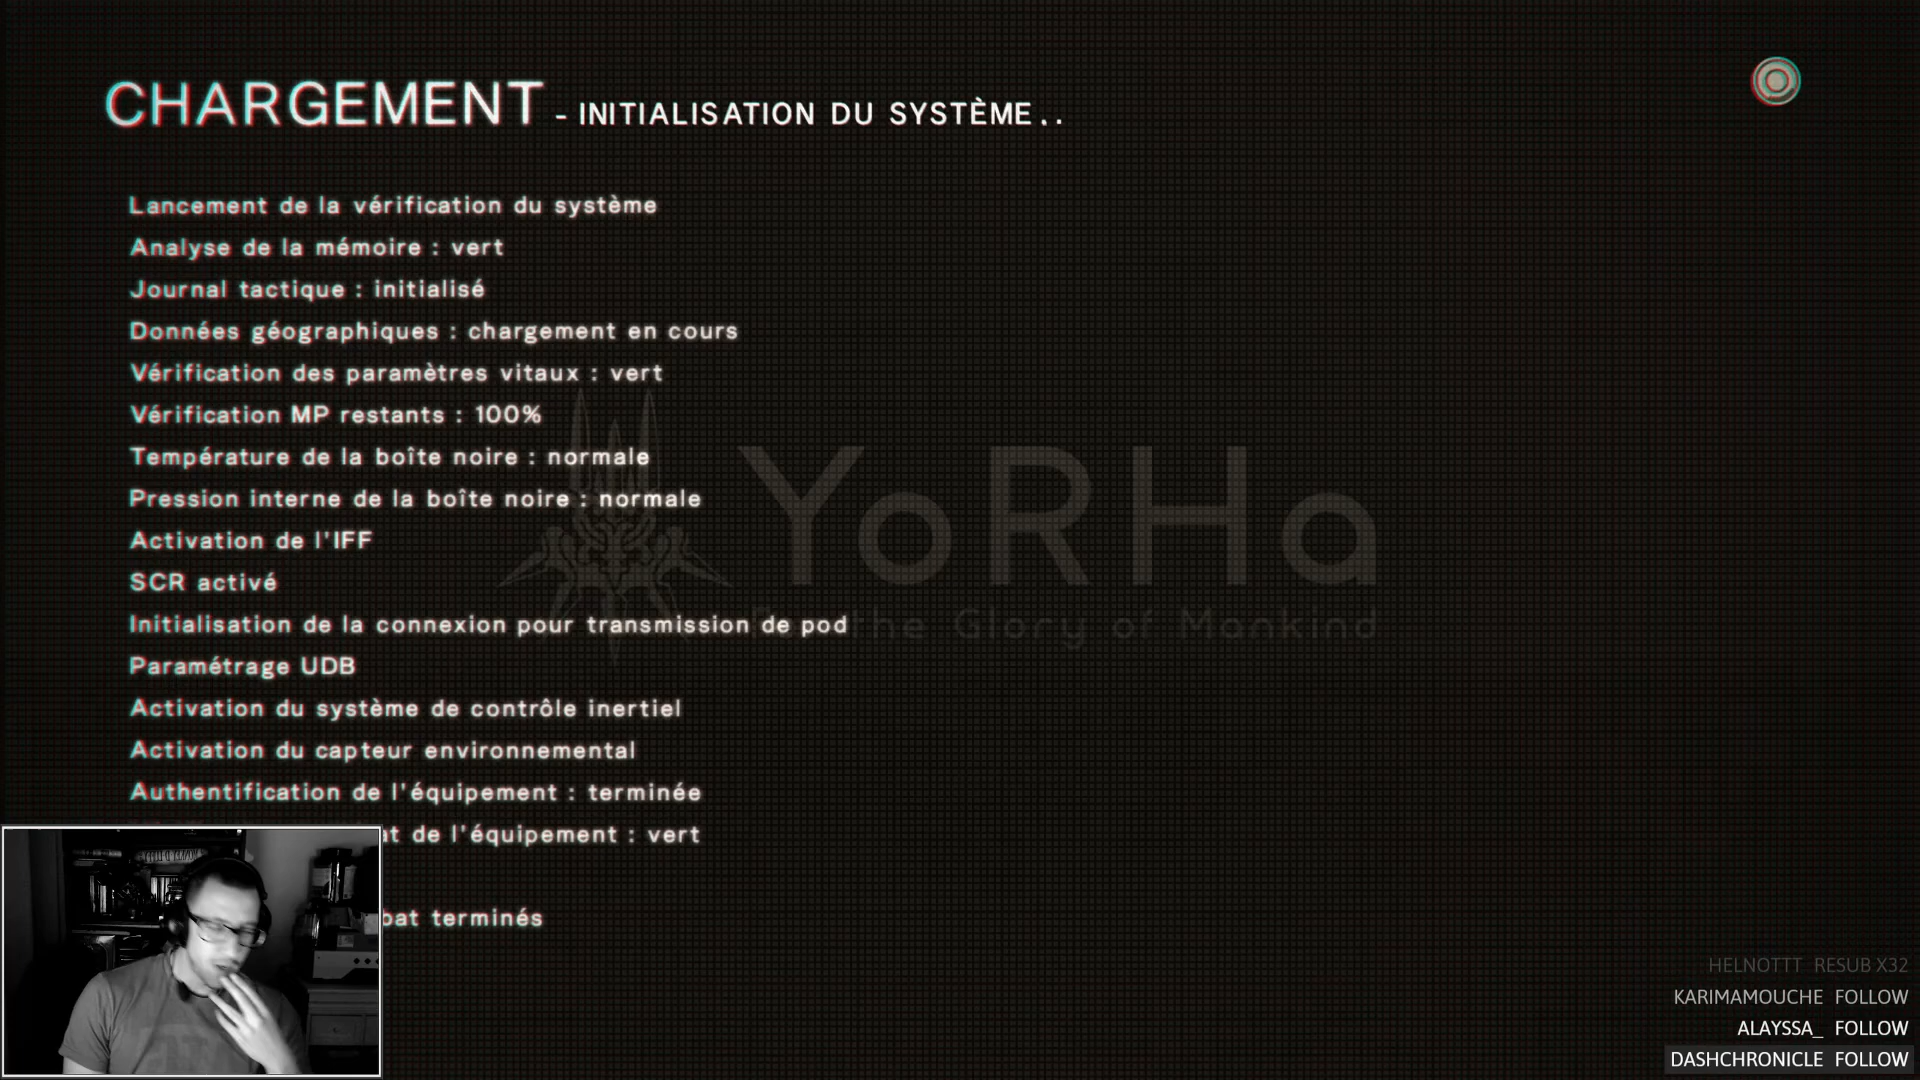 CHARGEMENT - INITIALISATION DU SYSTÈME..
Lancement de la vérification du système
Analyse de la mémoire : vert
Journal tactique : initialisé
Données géographiques : chargement en cours
Vérification des paramètres vitaux : vert
Vérification MP restants : 100%
Température de la boîte noire : normale
Pression interne de la boîte noire : normale
Activation de l'IFF
SCR activé
Initialisation de la connexion pour transmission de pod
Paramétrage UDB
Activation du système de contrôle inertiel
Activation du capteur environnemental
Authentification de l'équipement : terminée
at de l'équipement : vert
bat terminés
YoRHa
the Glory of Mankind
HELNOTTT RESUB X32
KARIMAMOUCHE FOLLOW
ALAYSSA_ FOLLOW
DASHCHRONICLE FOLLOW